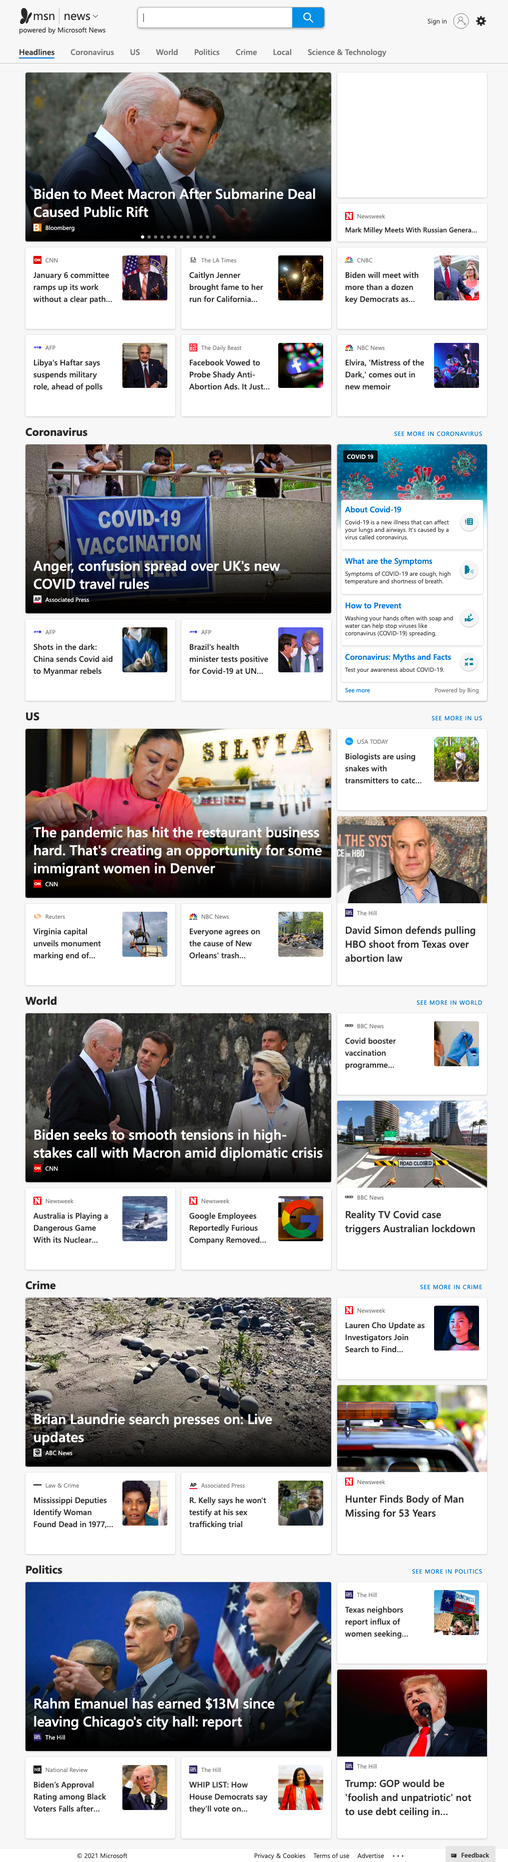 msn | news
powered by Microsoft News
Sign in
Headlines Coronavirus US World Politics Crime Local Science & Technology
Biden to Meet Macron After Submarine Deal
Caused Public Rift
Bloomberg
Newsweek
Mark Milley Meets With Russian Genera...
CNN
January 6 committee
ramps up its work
without a clear path...
The LA Times
Caitlyn Jenner
brought fame to her
run for California...
CNBC
Biden will meet with
more than a dozen
key Democrats as...
AFP
Libya's Haftar says
suspends military
role, ahead of polls
The Daily Beast
Facebook Vowed to
Probe Shady Anti-
Abortion Ads. It Just...
NBC News
Elvira, 'Mistress of the
Dark,' comes out in
new memoir
Coronavirus
SEE MORE IN CORONAVIRUS
COVID-19
VACCINATION
CENTER
Anger, confusion spread over UK's new
COVID travel rules
AP Associated Press
COVID 19
About Covid-19
Covid-19 is a new illness that can affect
your lungs and airways. It's caused by a
virus called coronavirus.
What are the Symptoms
Symptoms of COVID-19 are cough, high
temperature and shortness of breath.
How to Prevent
Washing your hands often with soap and
water can help stop viruses like
coronavirus (COVID-19) spreading.
Coronavirus: Myths and Facts
Test your awareness about COVID-19.
See more
Powered by Bing
AFP
Shots in the dark:
China sends Covid aid
to Myanmar rebels
AFP
Brazil's health
minister tests positive
for Covid-19 at UN...
US
SEE MORE IN US
SILVIA
The pandemic has hit the restaurant business
hard. That's creating an opportunity for some
immigrant women in Denver
CNN
USA TODAY
Biologists are using
snakes with
transmitters to catc...
N THE SYST
CE HBO
The Hill
David Simon defends pulling
HBO shoot from Texas over
abortion law
Reuters
Virginia capital
unveils monument
marking end of...
NBC News
Everyone agrees on
the cause of New
Orleans' trash...
World
SEE MORE IN WORLD
Biden seeks to smooth tensions in high-
stakes call with Macron amid diplomatic crisis
CNN
BBC News
Covid booster
vaccination
programme...
ROAD CLOSED
BBC News
Reality TV Covid case
triggers Australian lockdown
Newsweek
Australia is Playing a
Dangerous Game
With its Nuclear...
Newsweek
Google Employees
Reportedly Furious
Company Removed...
Crime
SEE MORE IN CRIME
Brian Laundrie search presses on: Live
updates
ABC News
Newsweek
Lauren Cho Update as
Investigators Join
Search to Find...
Newsweek
Hunter Finds Body of Man
Missing for 53 Years
Law & Crime
Mississippi Deputies
Identify Woman
Found Dead in 1977,...
AP Associated Press
R. Kelly says he won't
testify at his sex
trafficking trial
Politics
SEE MORE IN POLITICS
Rahm Emanuel has earned $13M since
leaving Chicago's city hall: report
The Hill
The Hill
Texas neighbors
report influx of
women seeking...
The Hill
Trump: GOP would be
'foolish and unpatriotic' not
to use debt ceiling in...
NR National Review
Biden's Approval
Rating among Black
Voters Falls after...
The Hill
WHIP LIST: How
House Democrats say
they'll vote on...
© 2021 Microsoft
Privacy & Cookies Terms of use Advertise ...
Feedback